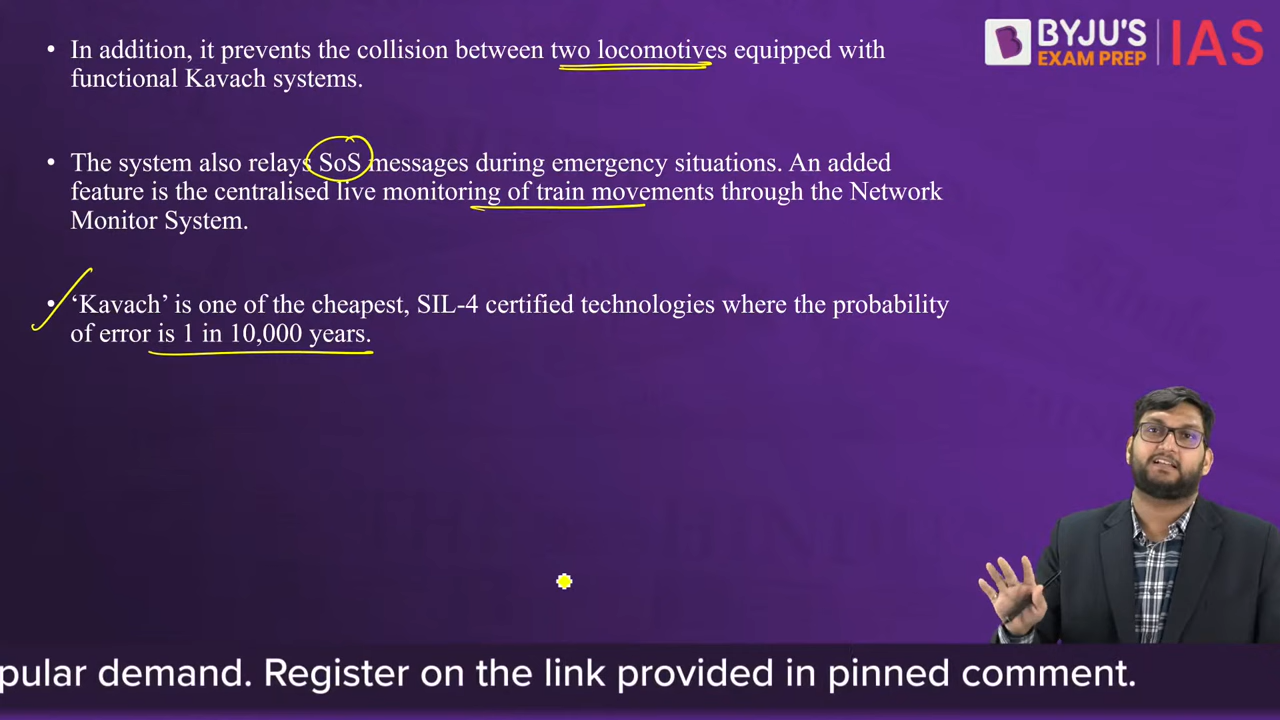 • In addition, it prevents the collision between two locomotives equipped with
functional Kavach systems.
BYJU'S
EXAM PREP
IAS
• The system also relays SoS messages during emergency situations. An added
feature is the centralised live monitoring of train movements through the Network
Monitor System.
• ‘Kavach’ is one of the cheapest, SIL-4 certified technologies where the probability
of error is 1 in 10,000 years.
pular demand. Register on the link provided in pinned comment.